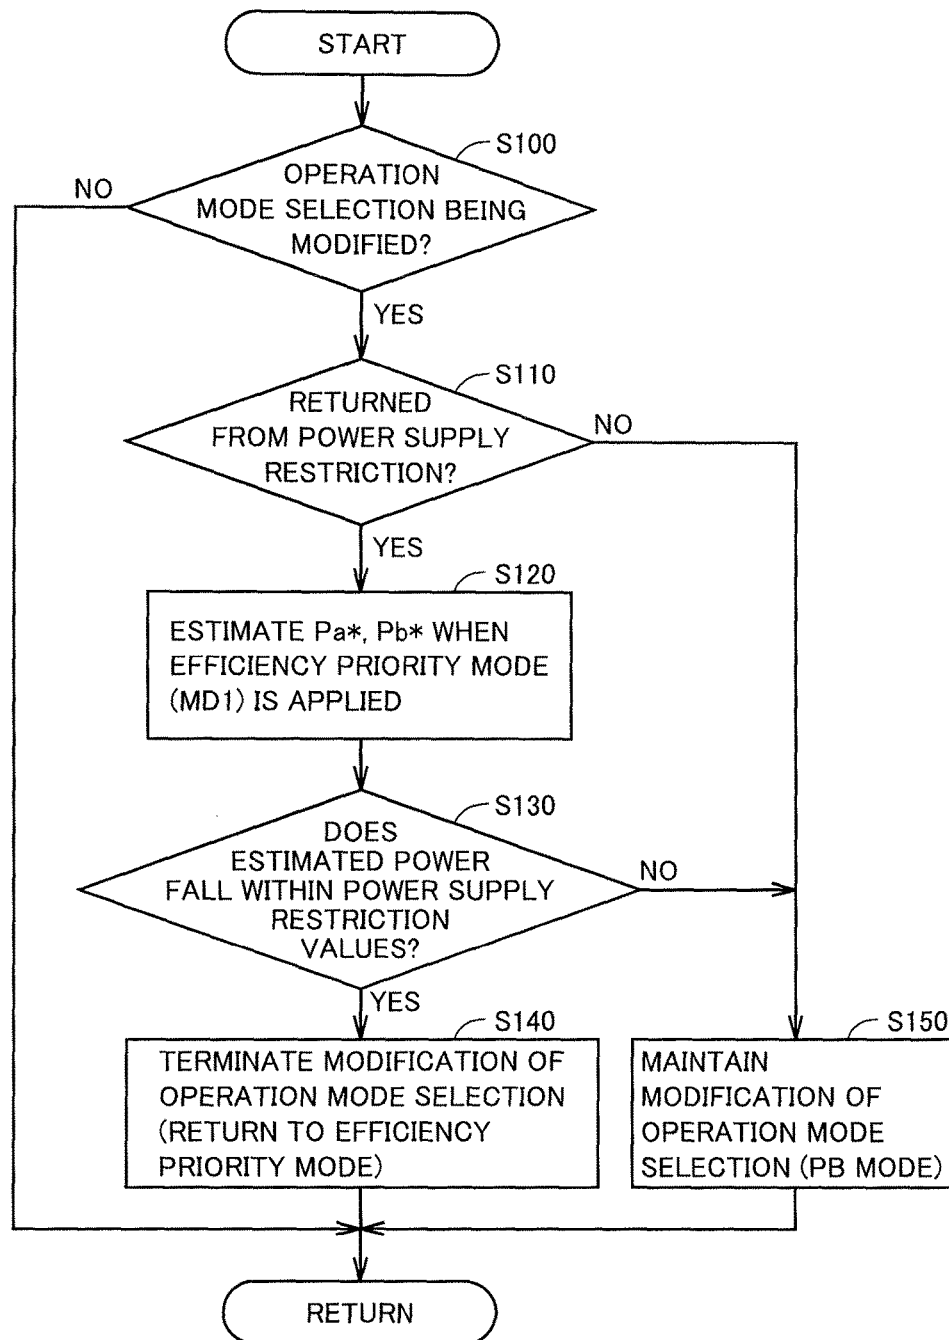 START
S100
NO
OPERATION
MODE SELECTION BEING
MODIFIED?
YES
S110
RETURNED
FROM POWER SUPPLY
RESTRICTION?
NO
YES
S120
ESTIMATE Pa*, Pb* WHEN
EFFICIENCY PRIORITY MODE
(MD1) IS APPLIED
S130
DOES
ESTIMATED POWER
FALL WITHIN POWER SUPPLY
RESTRICTION
VALUES?
NO
YES
S140
TERMINATE MODIFICATION OF
OPERATION MODE SELECTION
(RETURN TO EFFICIENCY
PRIORITY MODE)
S150
MAINTAIN
MODIFICATION OF
OPERATION MODE
SELECTION (PB MODE)
RETURN